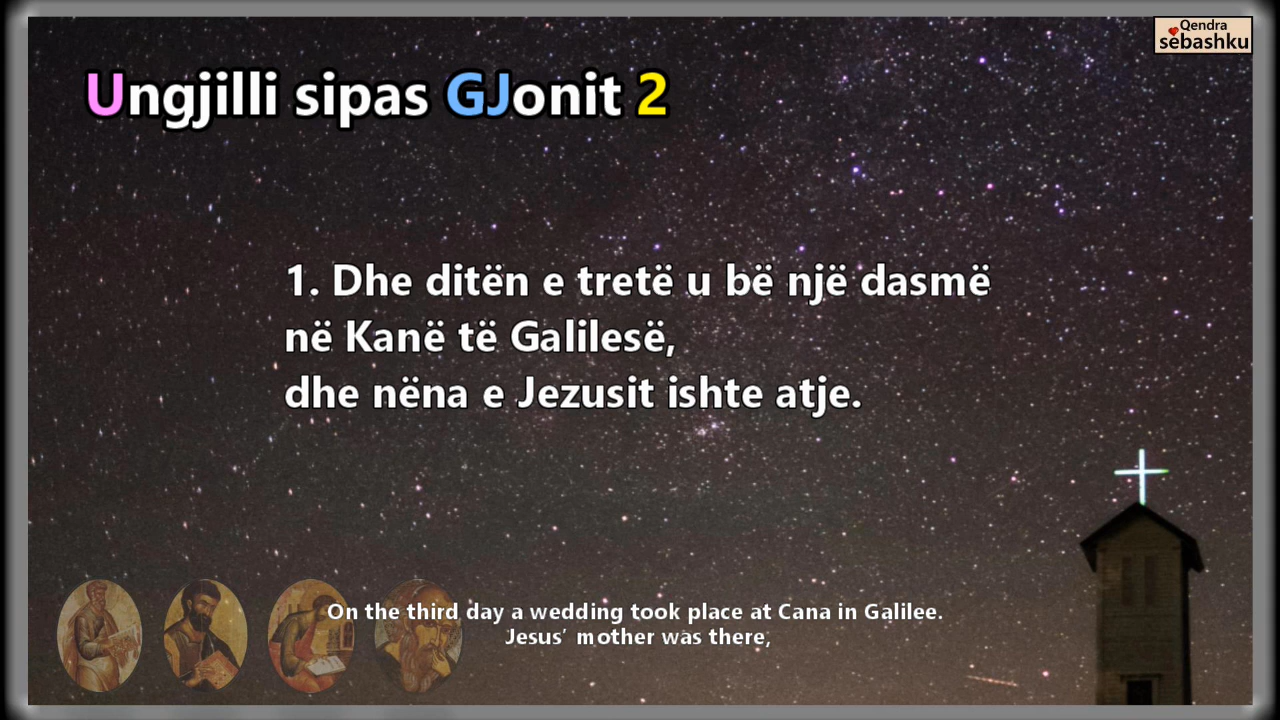 Qendra
sebashku
Ungjilli sipas GJonit 2
1. Dhe ditën e tretë u bë një dasmë
në Kanë të Galilesë,
dhe nëna e Jezusit ishte atje.
On the third day a wedding took place at Cana in Galilee.
Jesus’ mother was there,